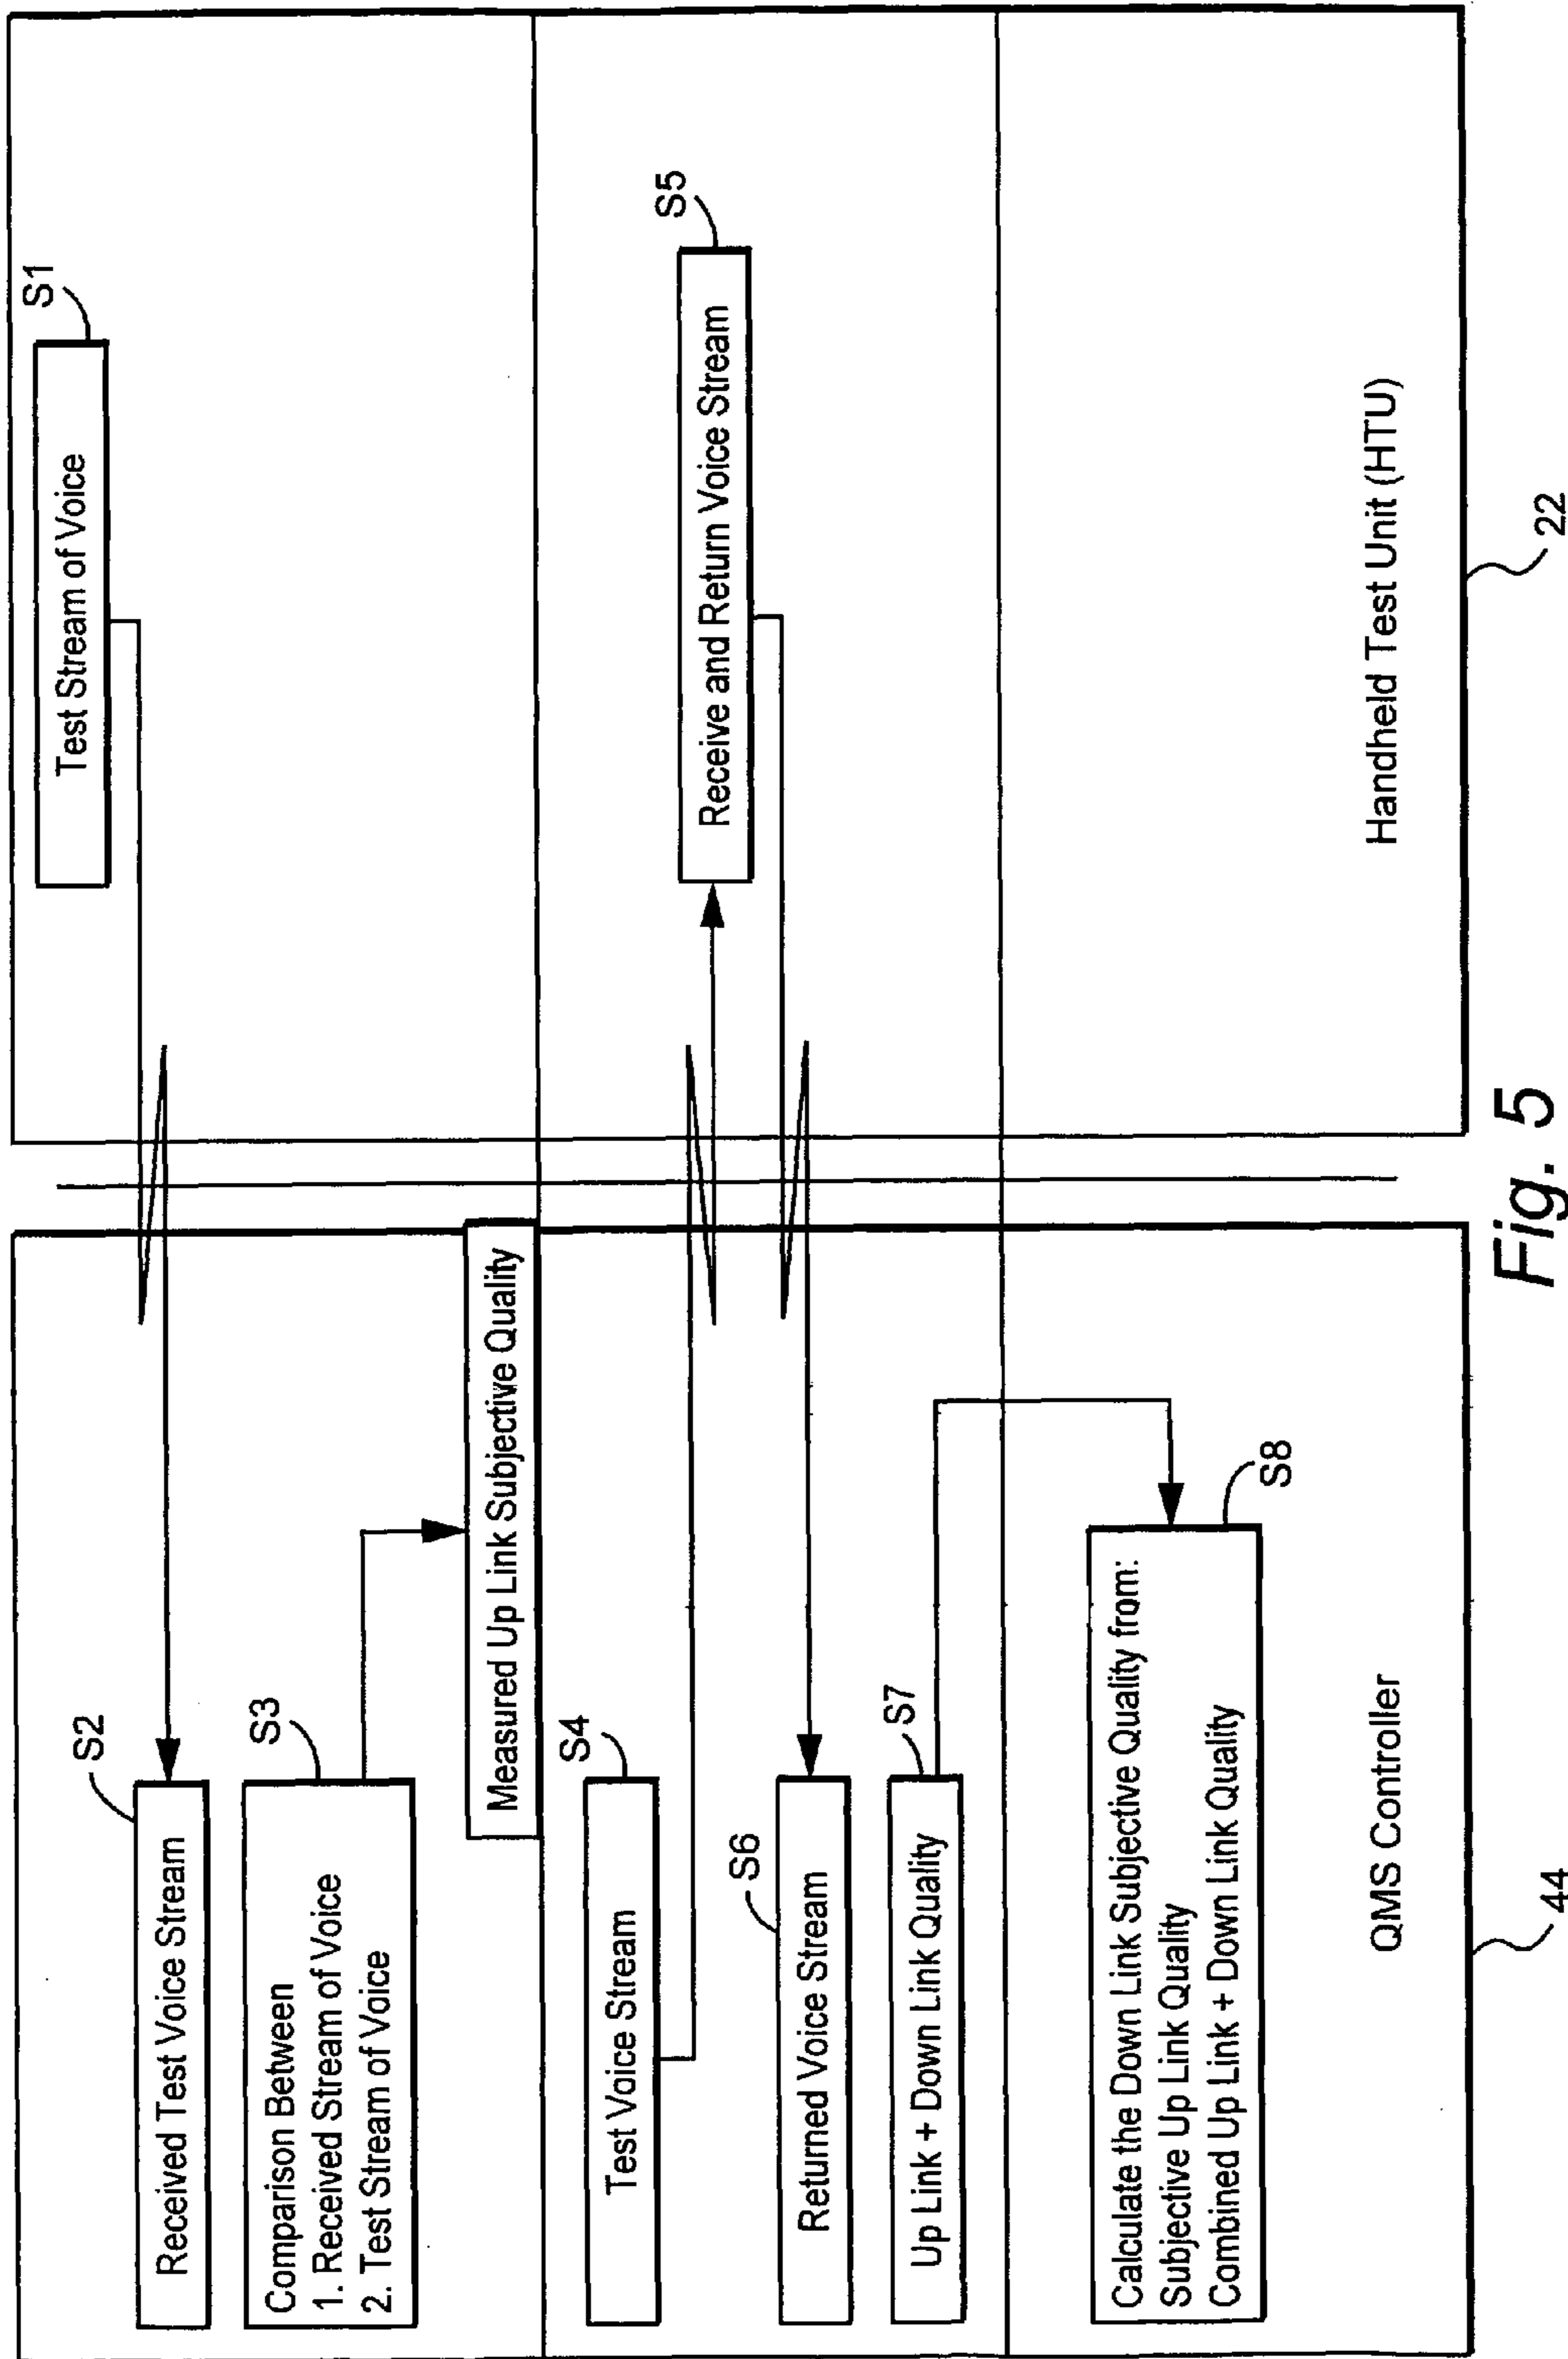 S1
Test Stream of Voice
S2
Received Test Voice Stream
S3
Comparison Between
1. Received Stream of Voice
2. Test Stream of Voice
Measured Up Link Subjective Quality
S4
Test Voice Stream
S5
Receive and Return Voice Stream
S6
Returned Voice Stream
S7
Up Link + Down Link Quality
S8
Calculate the Down Link Subjective Quality from:
Subjective Up Link Quality
Combined Up Link + Down Link Quality
QMS Controller
44
Handheld Test Unit (HTU)
22
Fig. 5